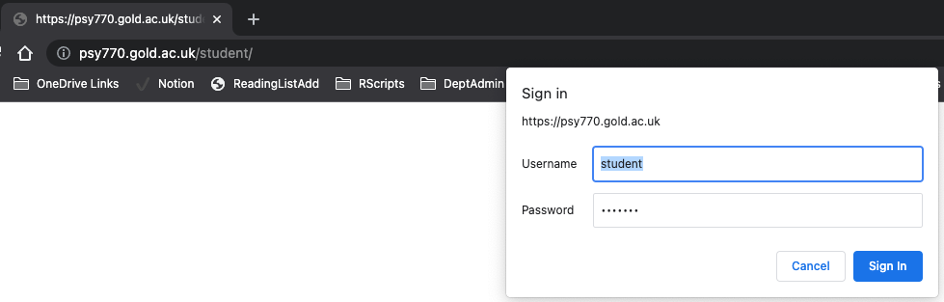 https://psy770.gold.ac.uk/stude
psy770.gold.ac.uk/student/
OneDrive Links Notion ReadingListAdd RScripts DeptAdmin
Sign in
https://psy770.gold.ac.uk
Username student
Password •••••••
Cancel Sign In